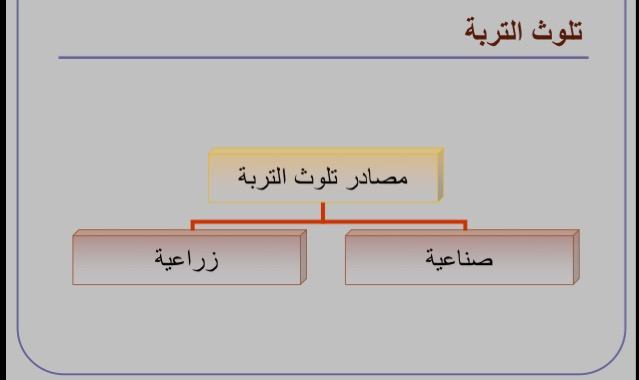 تلوث التربة
مصادر تلوث التربة
صناعية
زراعية